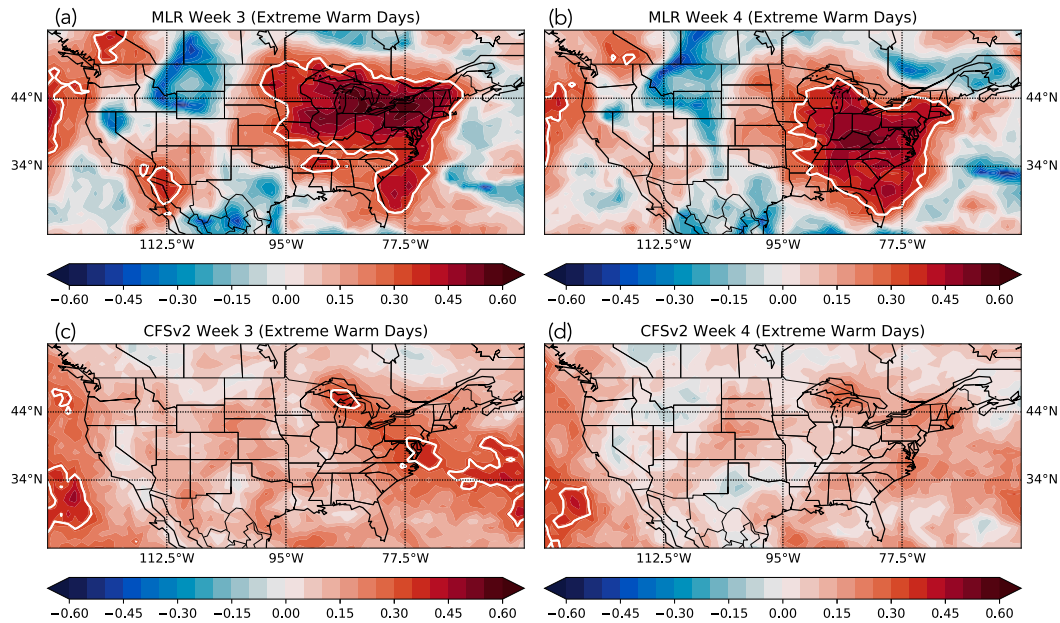 (a) MLR Week 3 (Extreme Warm Days)
(b) MLR Week 4 (Extreme Warm Days)
44°N
34°N
112.5°W 95°W 77.5°W
112.5°W 95°W 77.5°W
44°N
34°N
−0.60 −0.45 −0.30 −0.15 0.00 0.15 0.30 0.45 0.60
−0.60 −0.45 −0.30 −0.15 0.00 0.15 0.30 0.45 0.60
(c) CFSv2 Week 3 (Extreme Warm Days)
(d) CFSv2 Week 4 (Extreme Warm Days)
44°N
34°N
112.5°W 95°W 77.5°W
112.5°W 95°W 77.5°W
44°N
34°N
−0.60 −0.45 −0.30 −0.15 0.00 0.15 0.30 0.45 0.60
−0.60 −0.45 −0.30 −0.15 0.00 0.15 0.30 0.45 0.60